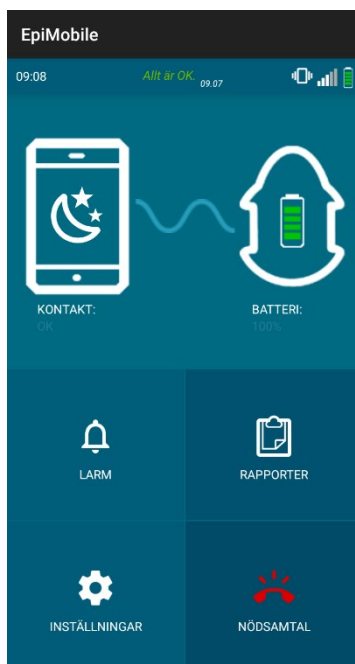 EpiMobile
09:08 Allt är OK. 09.07
KONTAKT: BATTERI:
OK 100%
LARM RAPPORTER
INSTÄLLNINGAR NÖDSAMTAL